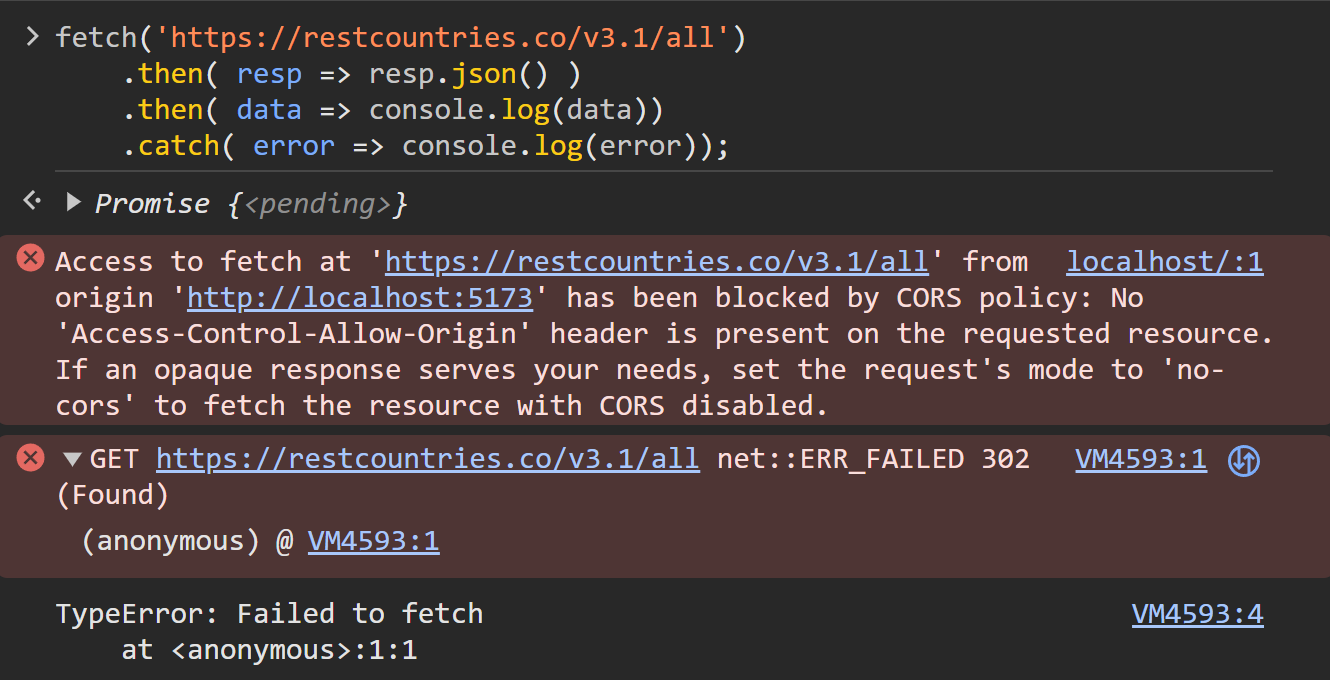 > fetch('https://restcountries.co/v3.1/all')
    .then( resp => resp.json() )
    .then( data => console.log(data))
    .catch( error => console.log(error));
Promise {<pending>}
Access to fetch at 'https://restcountries.co/v3.1/all' from localhost/:1
origin 'http://localhost:5173' has been blocked by CORS policy: No
'Access-Control-Allow-Origin' header is present on the requested resource.
If an opaque response serves your needs, set the request's mode to 'no-
cors' to fetch the resource with CORS disabled.
GET https://restcountries.co/v3.1/all net::ERR_FAILED 302 VM4593:1
(Found)
(anonymous) @ VM4593:1
TypeError: Failed to fetch VM4593:4
    at <anonymous>:1:1